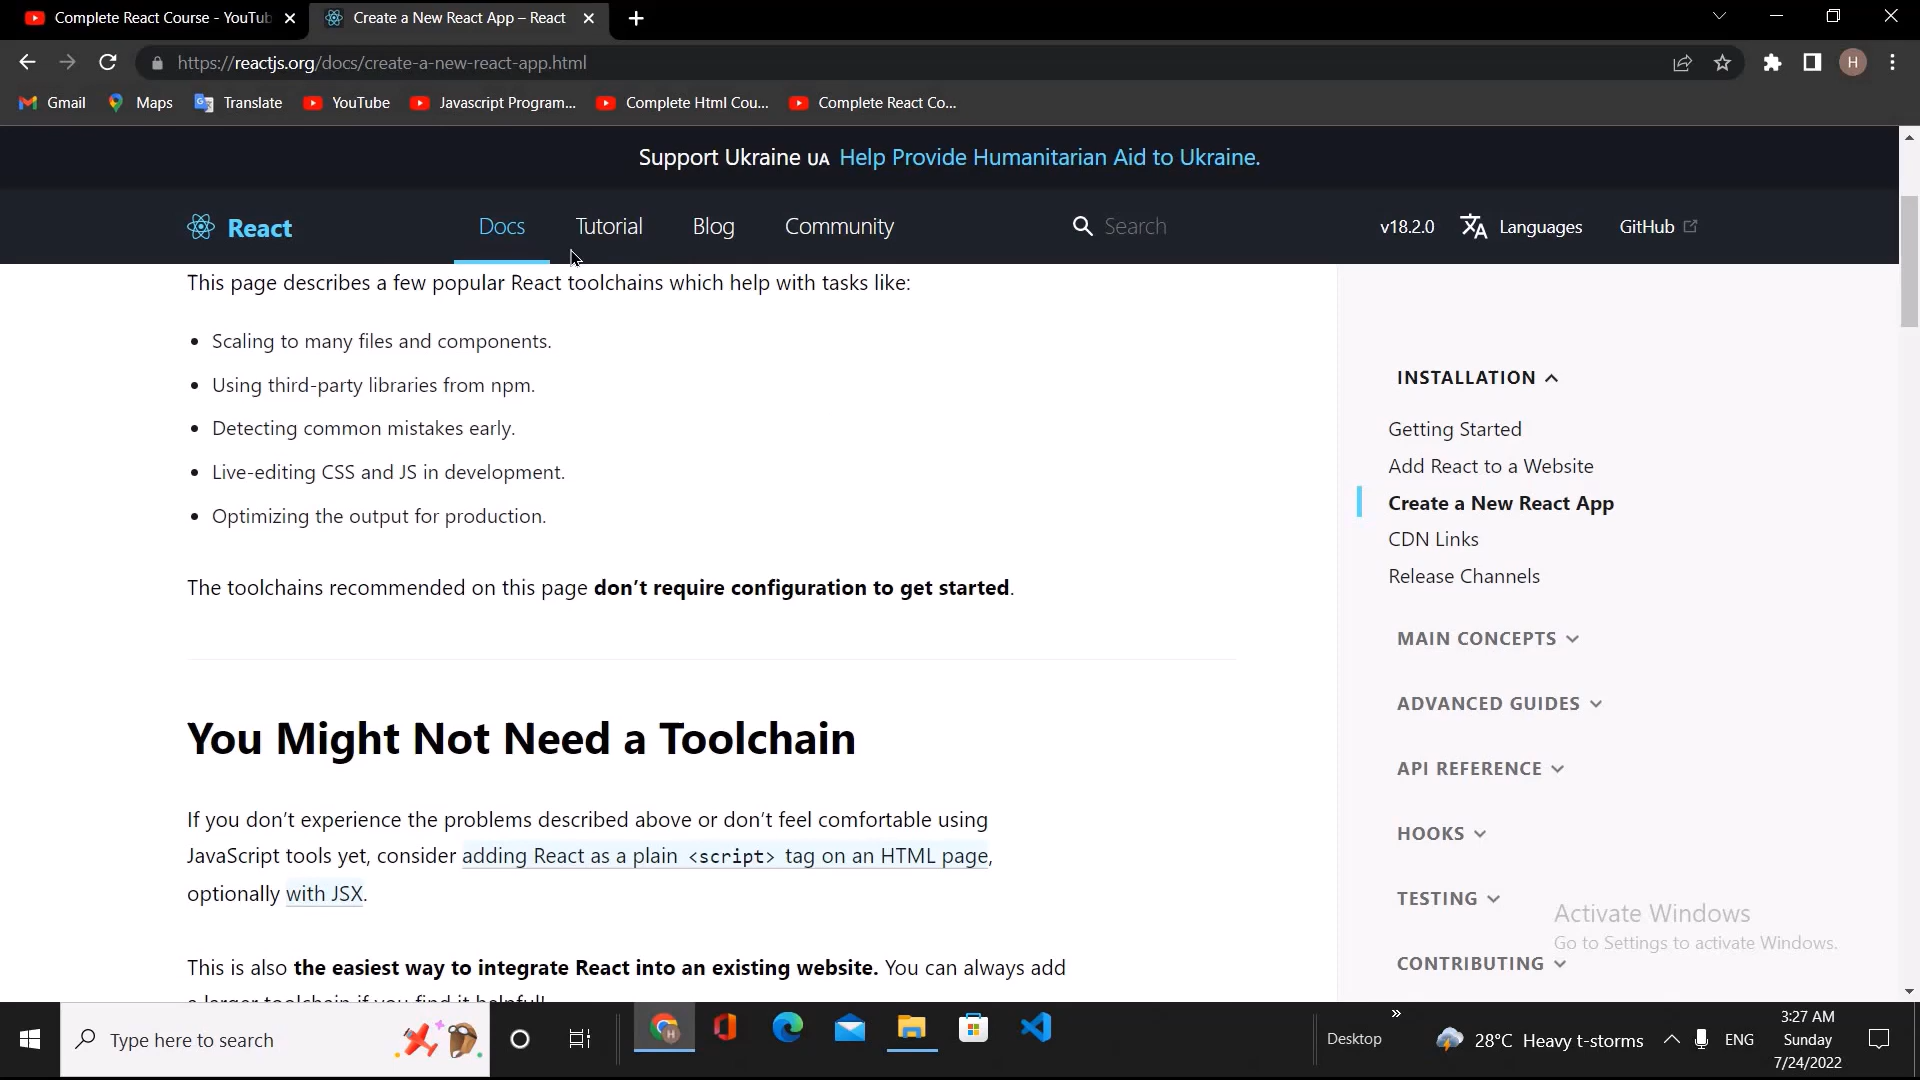 Complete React Course - YouTub
Create a New React App – React
https://reactjs.org/docs/create-a-new-react-app.html
H
Gmail
Maps
Translate
YouTube
Javascript Program...
Complete Html Cou...
Complete React Co...
Support Ukraine UA Help Provide Humanitarian Aid to Ukraine.
React
Docs
Tutorial
Blog
Community
Search
v18.2.0
Languages
GitHub
This page describes a few popular React toolchains which help with tasks like:
Scaling to many files and components.
Using third-party libraries from npm.
Detecting common mistakes early.
Live-editing CSS and JS in development.
Optimizing the output for production.
The toolchains recommended on this page don’t require configuration to get started.
You Might Not Need a Toolchain
If you don’t experience the problems described above or don’t feel comfortable using
JavaScript tools yet, consider adding React as a plain <script> tag on an HTML page,
optionally with JSX.
This is also the easiest way to integrate React into an existing website. You can always add
a larger toolchain if you find it helpful!
INSTALLATION
Getting Started
Add React to a Website
Create a New React App
CDN Links
Release Channels
MAIN CONCEPTS
ADVANCED GUIDES
API REFERENCE
HOOKS
TESTING
CONTRIBUTING
Activate Windows
Go to Settings to activate Windows.
Type here to search
Desktop
28°C Heavy t-storms
ENG
3:27 AM
Sunday
7/24/2022